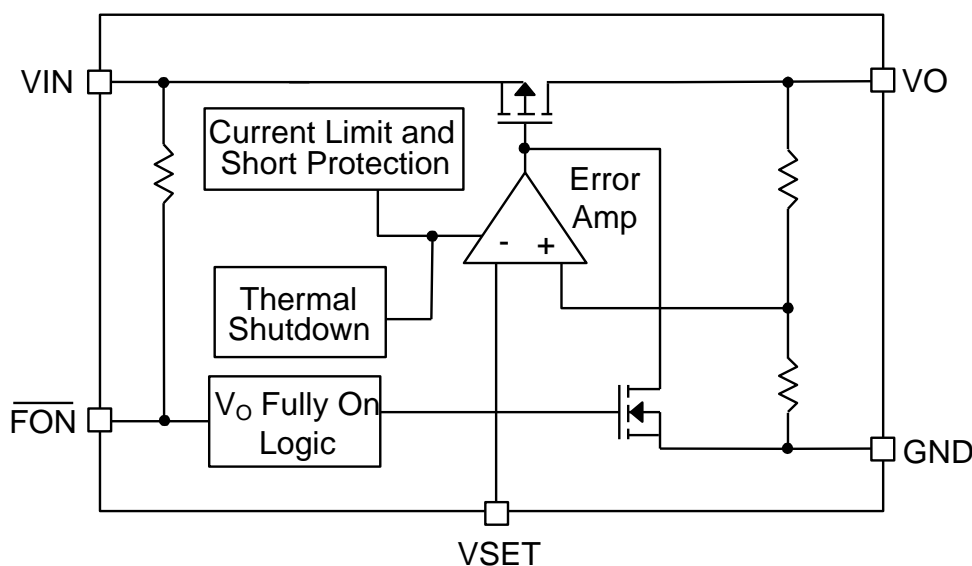 VIN
VO
Current Limit and
Short Protection
Error
Amp
- +
Thermal
Shutdown
FON
VO Fully On
Logic
GND
VSET